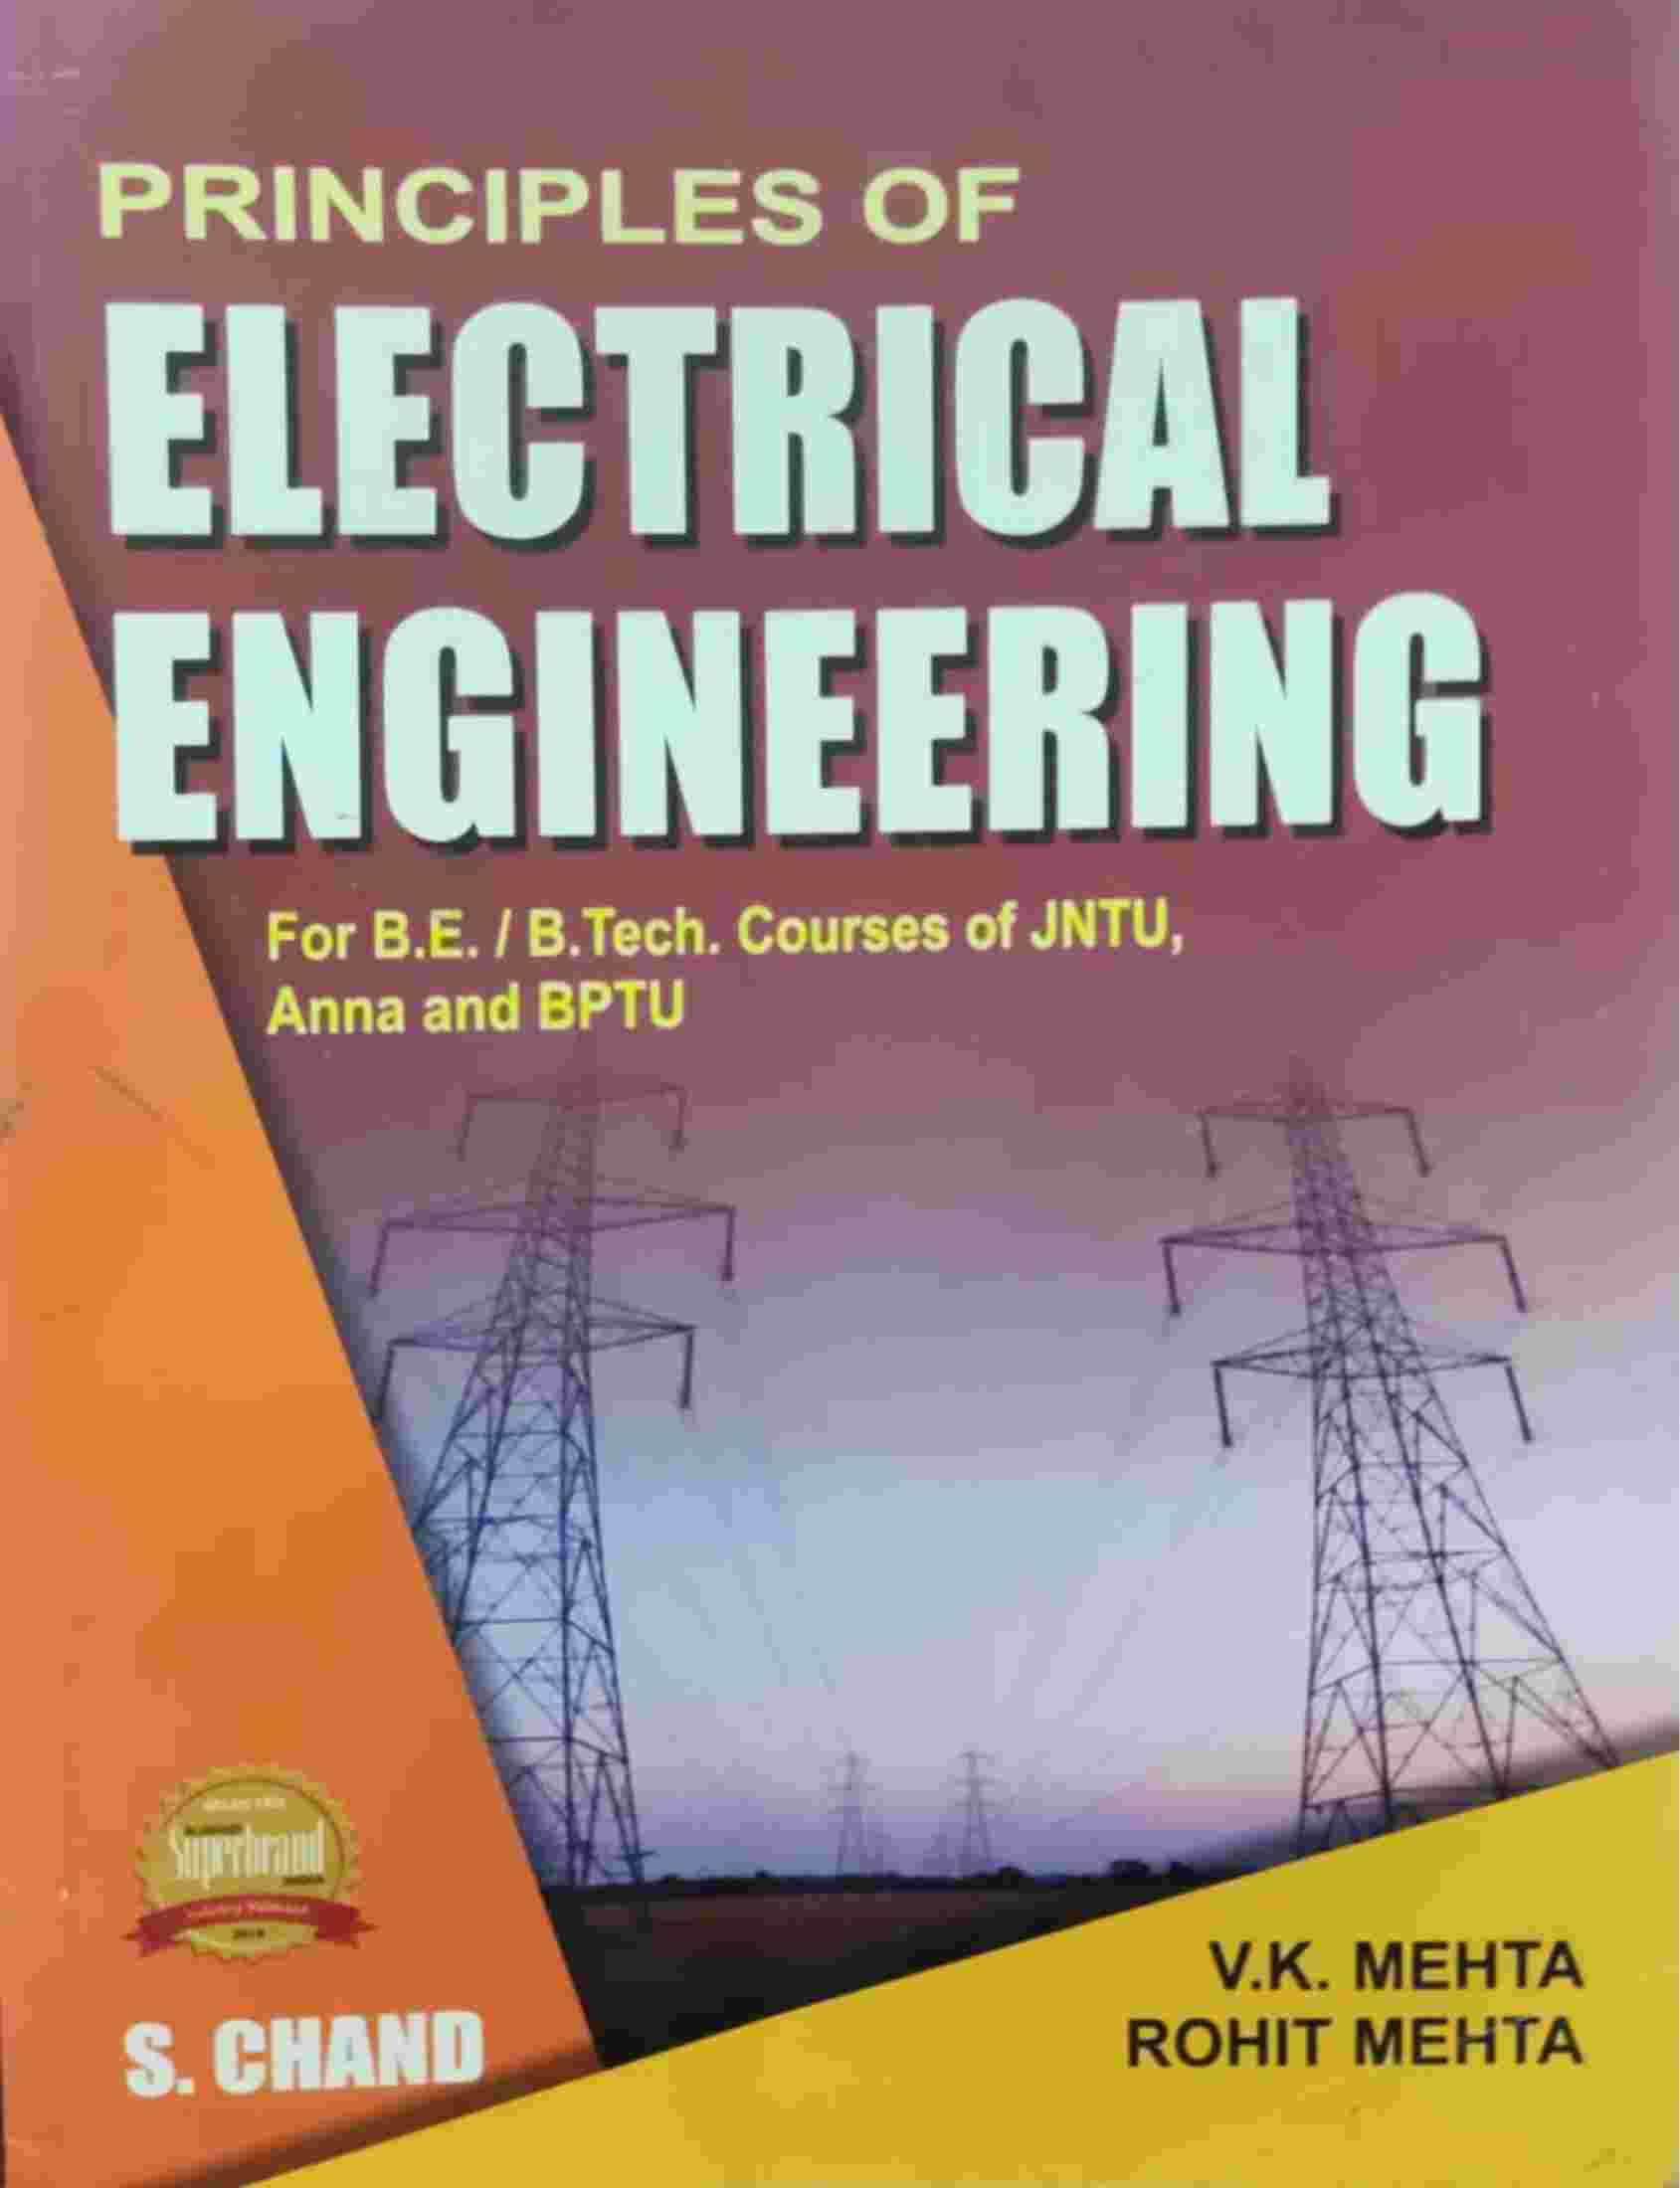 PRINCIPLES OF
ELECTRICAL
ENGINEERING
For B.E. / B.Tech. Courses of JNTU,
Anna and BPTU
Superbrand
V.K. MEHTA
ROHIT MEHTA
S. CHAND